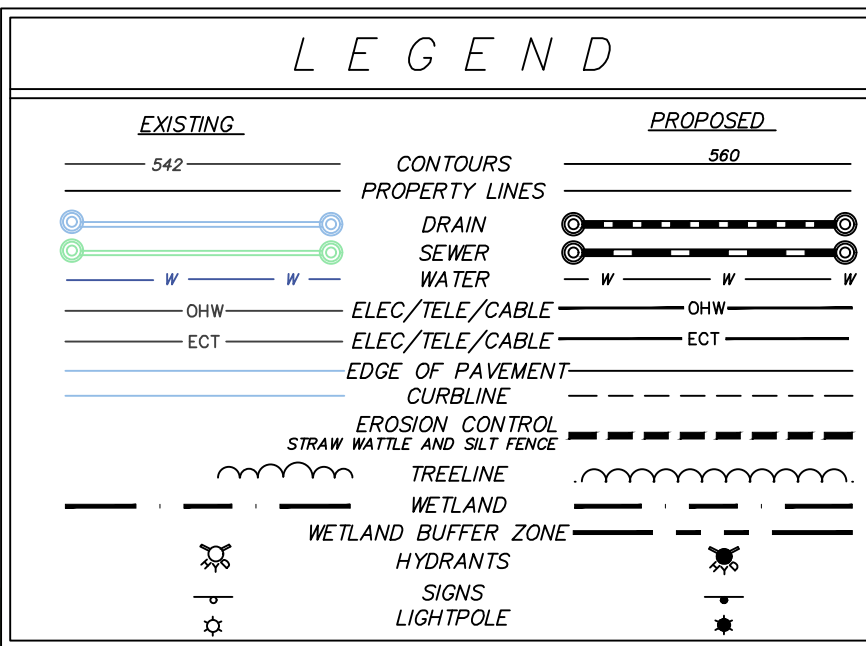 LEGEND
EXISTING PROPOSED
542 CONTOURS 560
PROPERTY LINES
DRAIN
SEWER
W W WATER W W W
OHW ELEC/TELE/CABLE OHW
ECT ELEC/TELE/CABLE ECT
EDGE OF PAVEMENT
CURBLINE
EROSION CONTROL
STRAW WATTLE AND SILT FENCE
TREELINE
WETLAND
WETLAND BUFFER ZONE
HYDRANTS
SIGNS
LIGHTPOLE